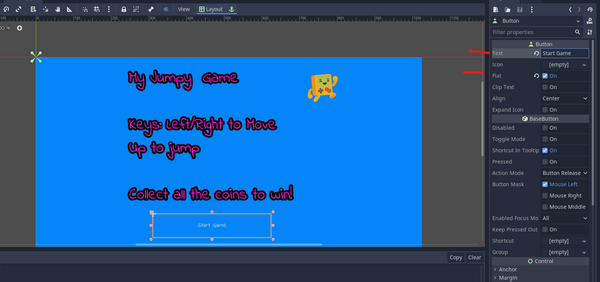 View
Layout
Button
Filter properties
Button
Text
Start Game
Icon
[empty]
Flat
On
Clip Text
On
Align
Center
Expand Icon
On
BaseButton
Disabled
On
Toggle Mode
On
Shortcut In Tooltip
On
Pressed
On
Action Mode
Button Release
Button Mask
Mouse Left
Mouse Right
Mouse Middle
Enabled Focus Mo
All
Keep Pressed Out
On
Shortcut
[empty]
Group
[empty]
Control
Anchor
Margin
My Jumpy Game
Keys: Left/Right to Move
Up to jump
Collect all the coins to win!
Start Game
Copy
Clear